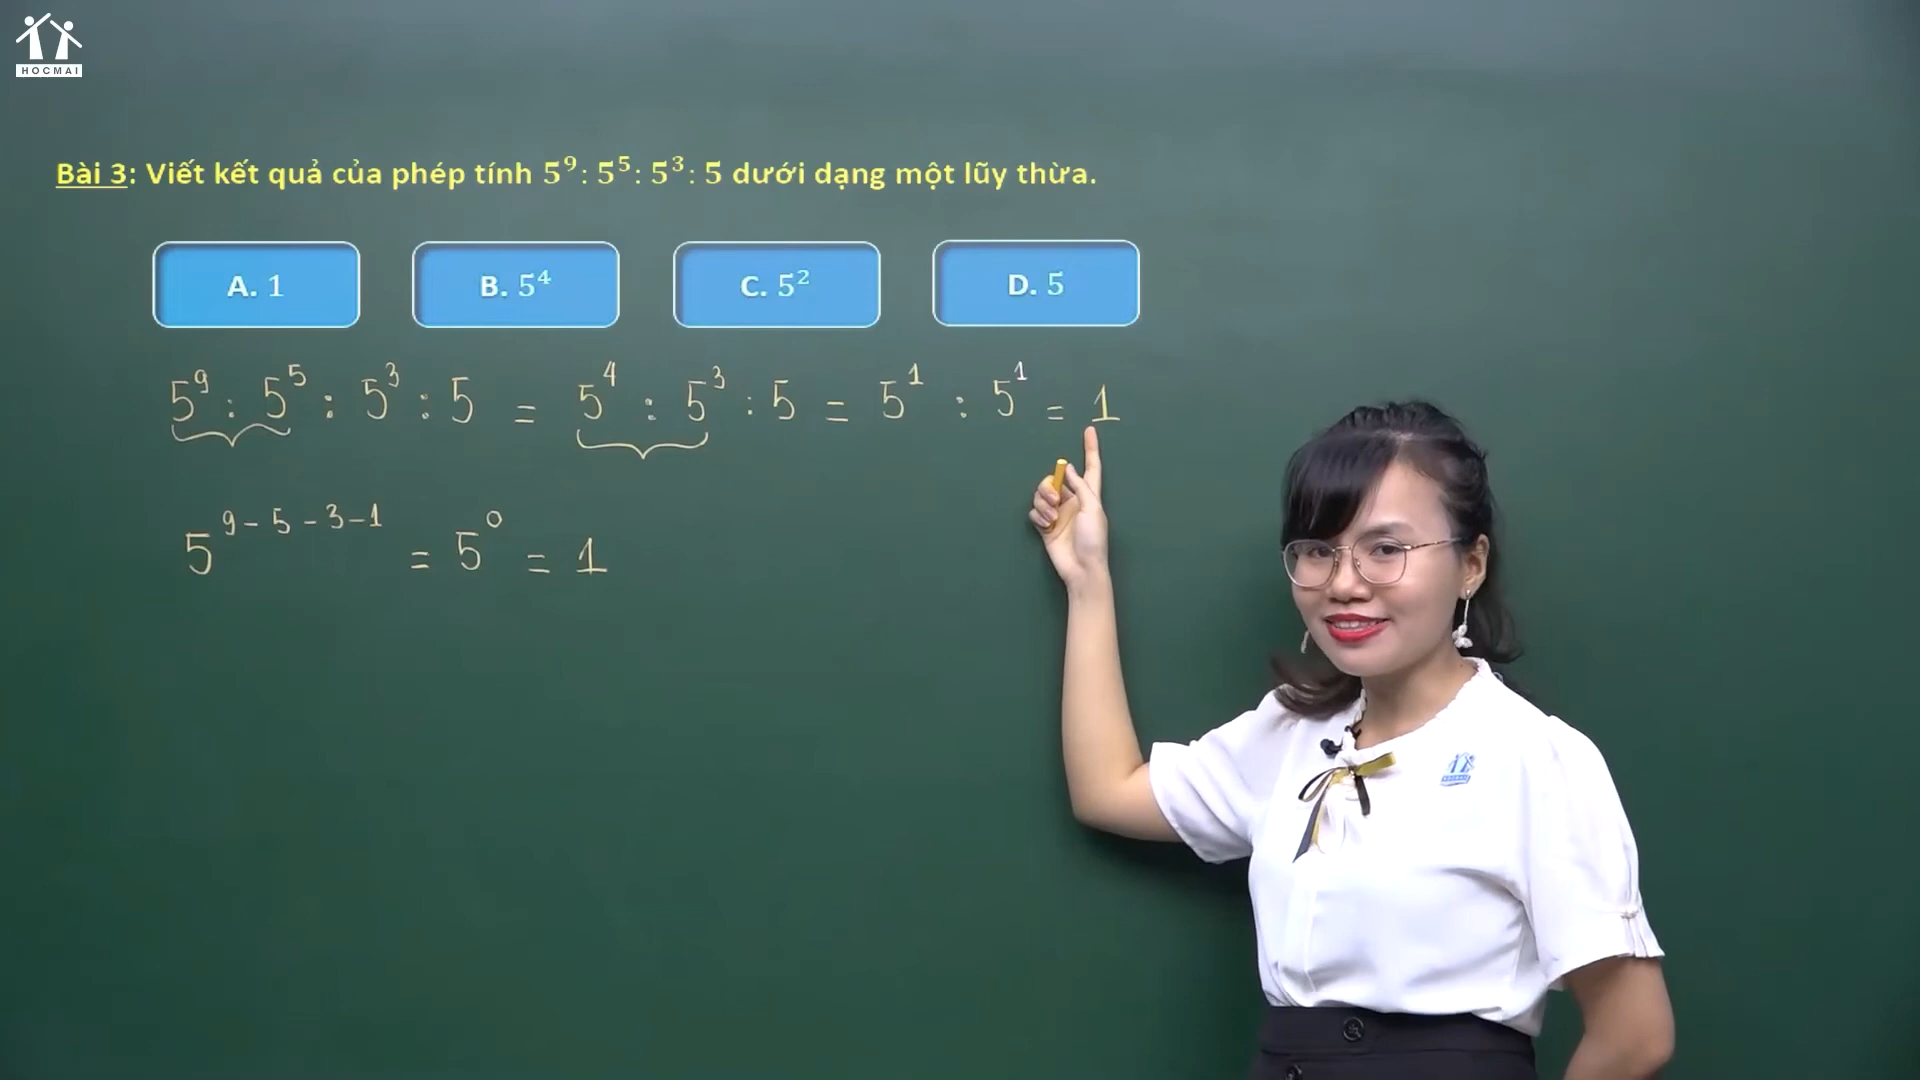 HOCMAI
Bài 3: Viết kết quả của phép tính 5⁹: 5⁵: 5³: 5 dưới dạng một lũy thừa.
A. 1
B. 5⁴
C. 5²
D. 5
5⁹ : 5⁵ : 5³ : 5 = 5⁴ : 5³ : 5 = 5¹ : 5¹ = 1
5⁹⁻⁵⁻³⁻¹ = 5⁰ = 1
HOCMAI